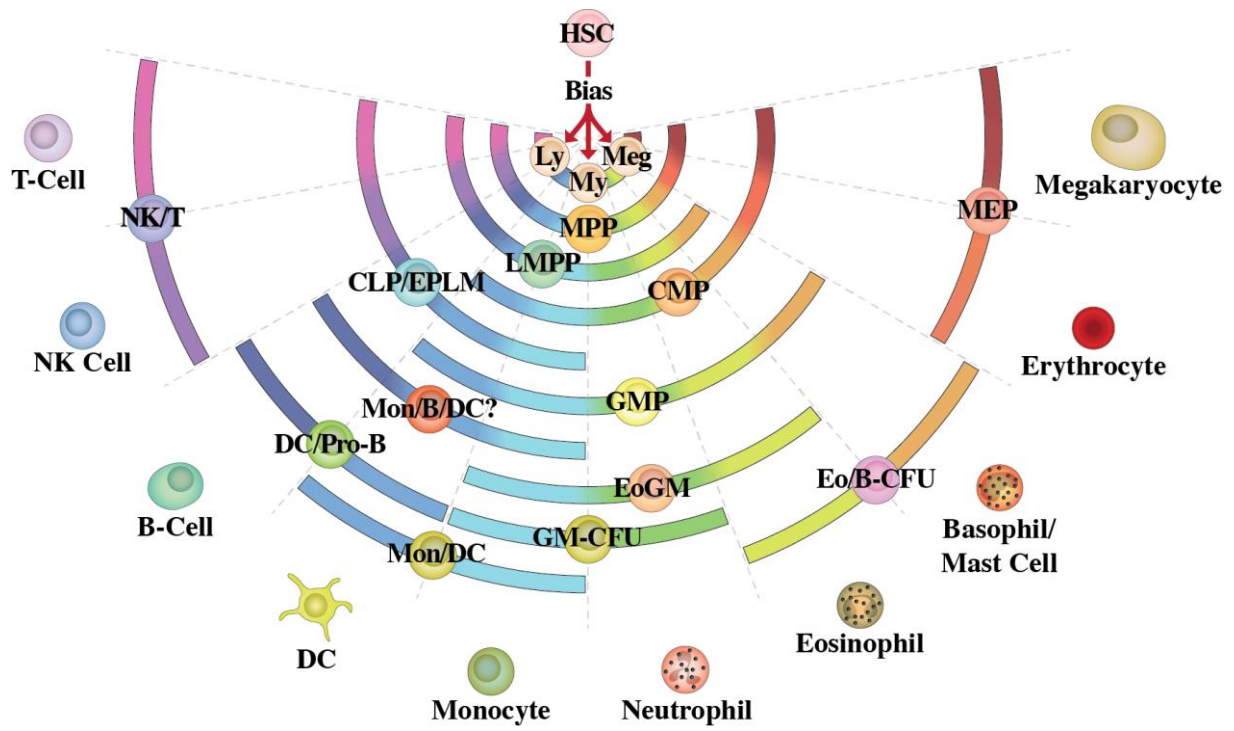 HSC
Bias
Ly
Meg
My
T-Cell
NK/T
MPP
MEP
Megakaryocyte
LMPP
CLP/EPLM
CMP
NK Cell
Erythrocyte
Mon/B/DC?
GMP
DC/Pro-B
EoGM
Eo/B-CFU
B-Cell
Basophil/
Mast Cell
GM-CFU
Mon/DC
DC
Eosinophil
Monocyte
Neutrophil